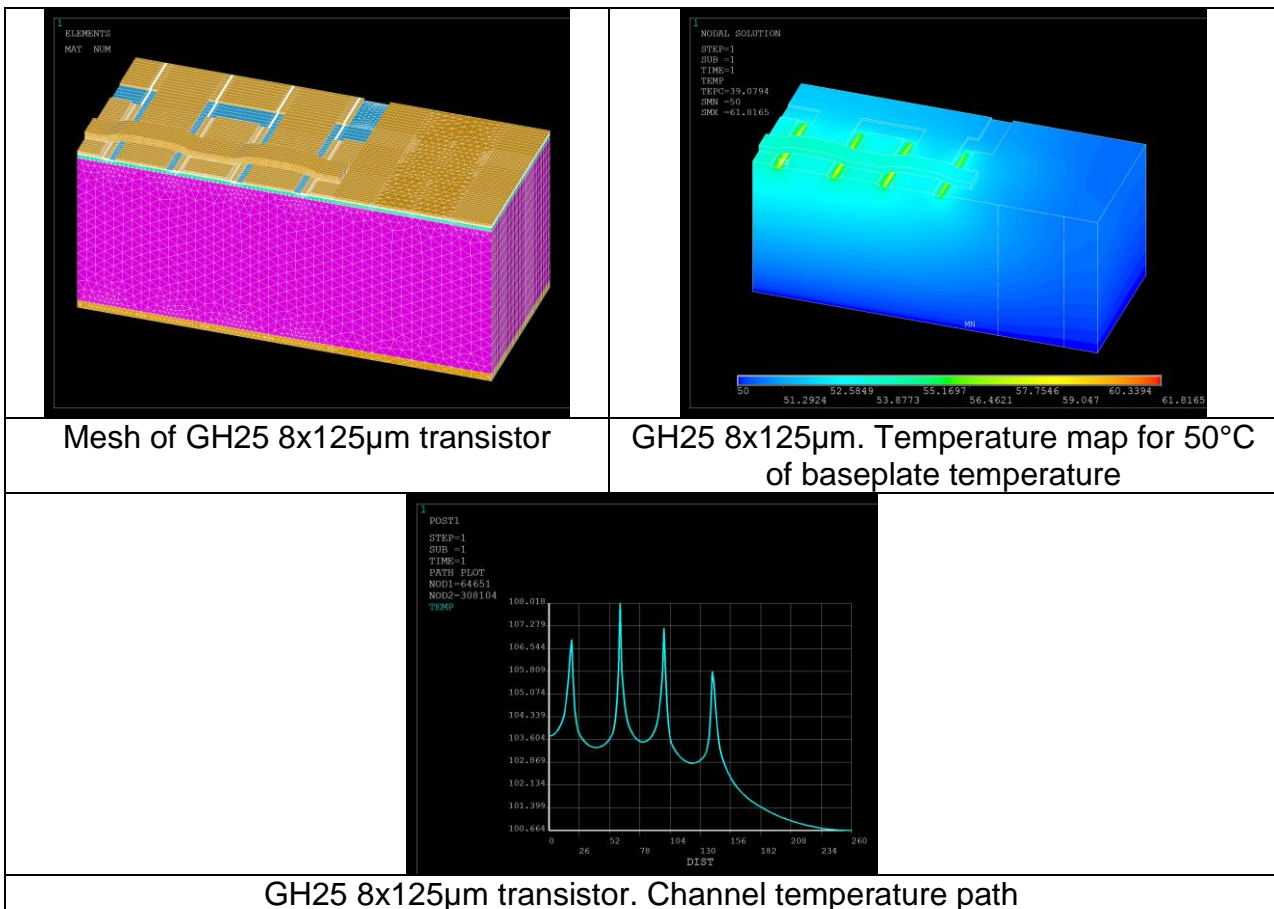 1
ELEMENTS
MAT NUM
Mesh of GH25 8x125µm transistor
1
NODAL SOLUTION
STEP=1
SUB =1
TIME=1
TEMP
TEPC=39.0794
SMN =50
SMX =61.8165
MN
50 52.5849 55.1697 57.7546 60.3394
51.2924 53.8773 56.4621 59.047 61.8165
GH25 8x125µm. Temperature map for 50°C
of baseplate temperature
1
POST1
STEP=1
SUB =1
TIME=1
PATH PLOT
NOD1=64651
NOD2=308104
TEMP
108.018
107.279
106.544
105.809
105.074
104.339
103.604
102.869
102.134
101.399
100.664
0 52 104 156 208 260
26 78 130 182 234
DIST
GH25 8x125µm transistor. Channel temperature path